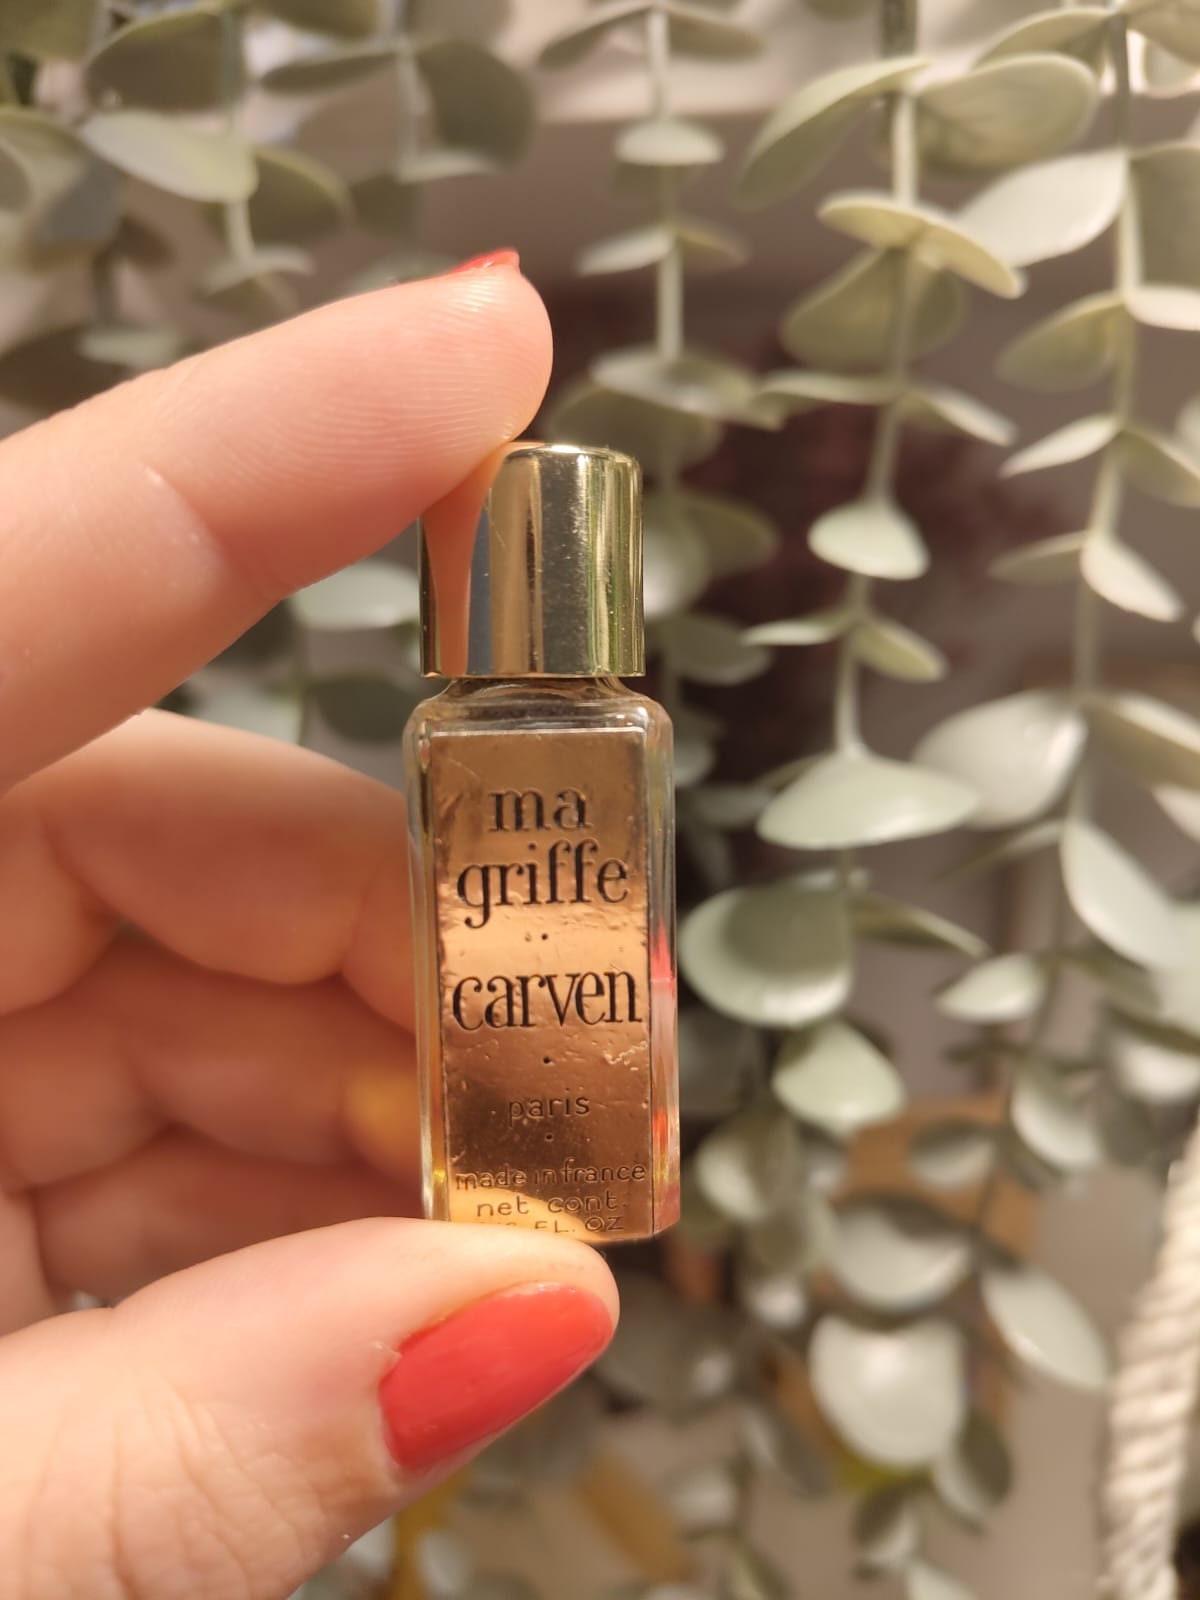 ma
griffe
carven
paris
made in france
net cont.
FL. OZ